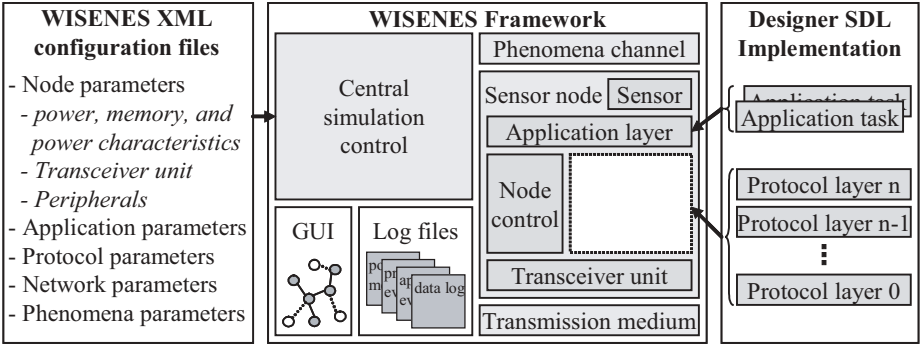 WISENES XML
configuration files
- Node parameters
- power, memory, and
power characteristics
- Transceiver unit
- Peripherals
- Application parameters
- Protocol parameters
- Network parameters
- Phenomena parameters
WISENES Framework
Central
simulation
control
GUI
Log files
data log
Phenomena channel
Sensor node
Sensor
Application layer
Node
control
Transceiver unit
Transmission medium
Designer SDL
Implementation
Application task
Application task
Protocol layer n
Protocol layer n-1
Protocol layer 0